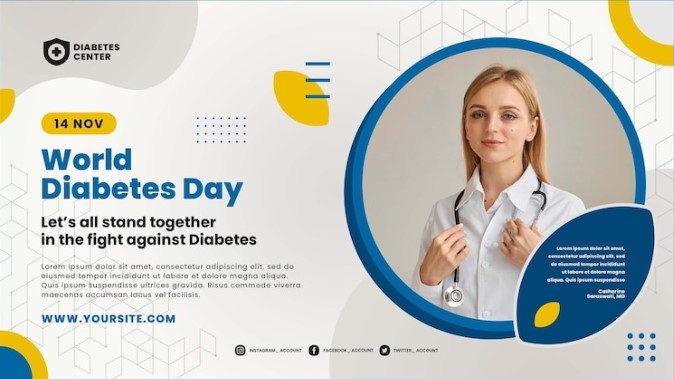 DIABETES
CENTER
14 NOV
World
Diabetes Day
Let's all stand together
in the fight against Diabetes
Lorem ipsum dolor sit amet, consectetur adipiscing elit, sed do
eiusmod tempor incididunt ut labore et dolore magna aliqua.
Quis ipsum suspendisse ultrices gravida. Risus commodo viverra
maecenas accumsan lacus vel facilisis.
WWW.YOURSITE.COM
Lorem ipsum dolor sit amet,
consectetur adipiscing elit, sed
do eiusmod tempor incididunt
ut labore et dolore magna
aliqua. Quis ipsum suspendisse
Catherine
Saraswati, MD
INSTAGRAM_ACCOUNT
FACEBOOK_ACCOUNT
TWITTER_ACCOUNT